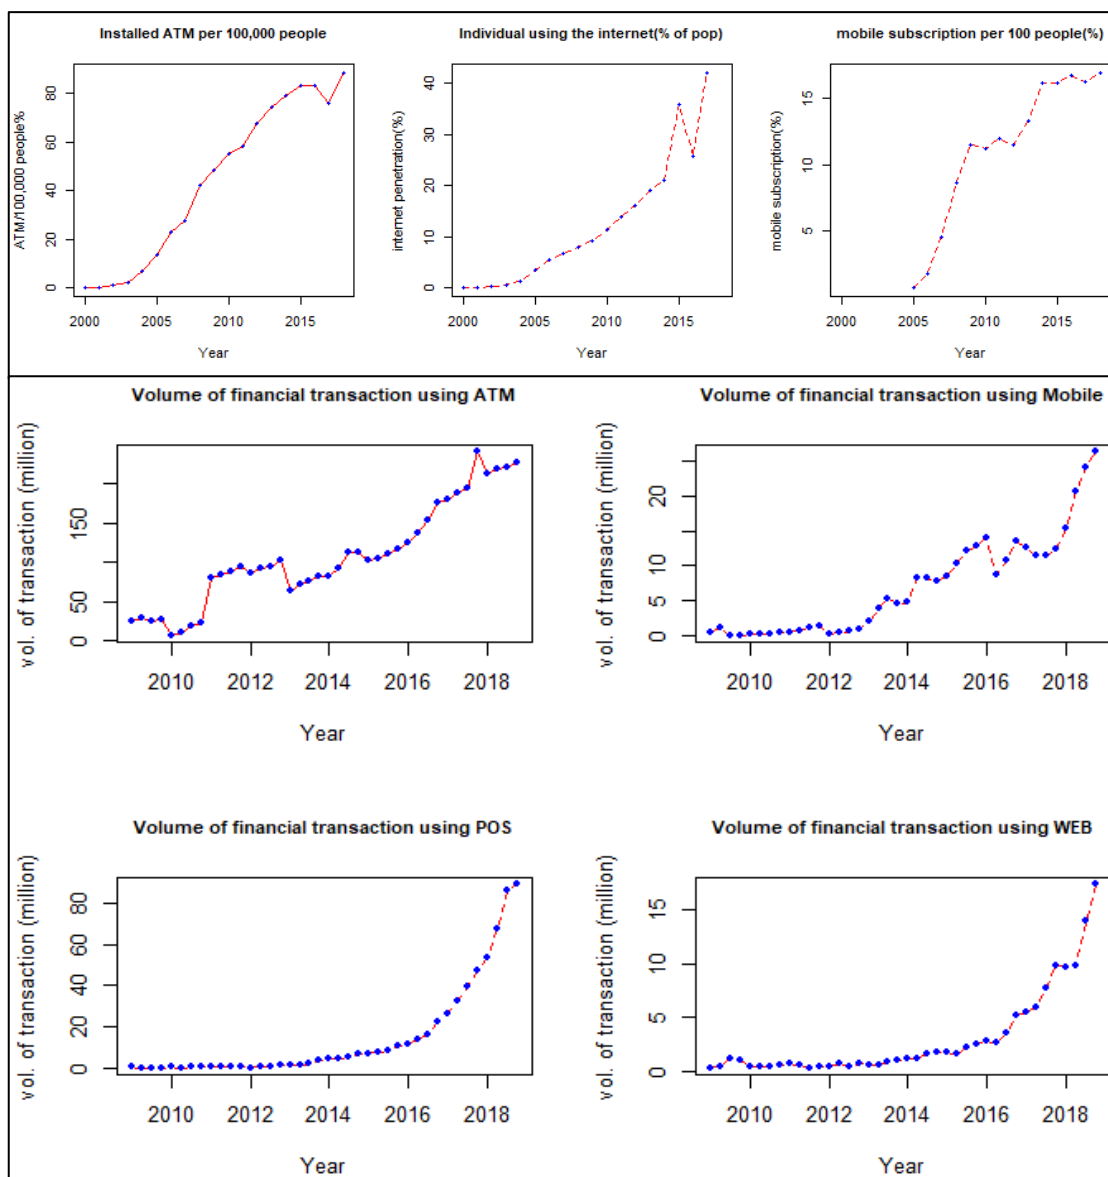 Installed ATM per 100,000 people
ATM/100,000 people%
0 20 40 60 80
2000 2005 2010 2015
Year
Individual using the internet(% of pop)
internet penetration(%)
0 10 20 30 40
2000 2005 2010 2015
Year
mobile subscription per 100 people(%)
mobile subscription(%)
5 10 15
2000 2005 2010 2015
Year
Volume of financial transaction using ATM
vol. of transaction (million)
0 50 150
2010 2012 2014 2016 2018
Year
Volume of financial transaction using Mobile
vol. of transaction (million)
0 5 10 20
2010 2012 2014 2016 2018
Year
Volume of financial transaction using POS
vol. of transaction (million)
0 20 40 60 80
2010 2012 2014 2016 2018
Year
Volume of financial transaction using WEB
vol. of transaction (million)
0 5 10 15
2010 2012 2014 2016 2018
Year